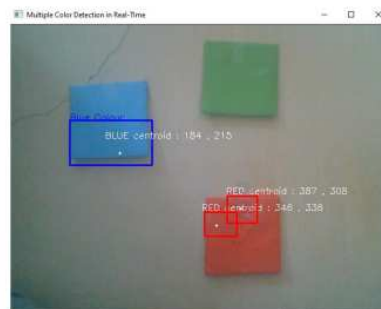 Multiple Color Detection in Real-Time
BLUE Colour
BLUE centroid : 184 , 215
RED centroid : 387 , 308
RED centroid : 346 , 338